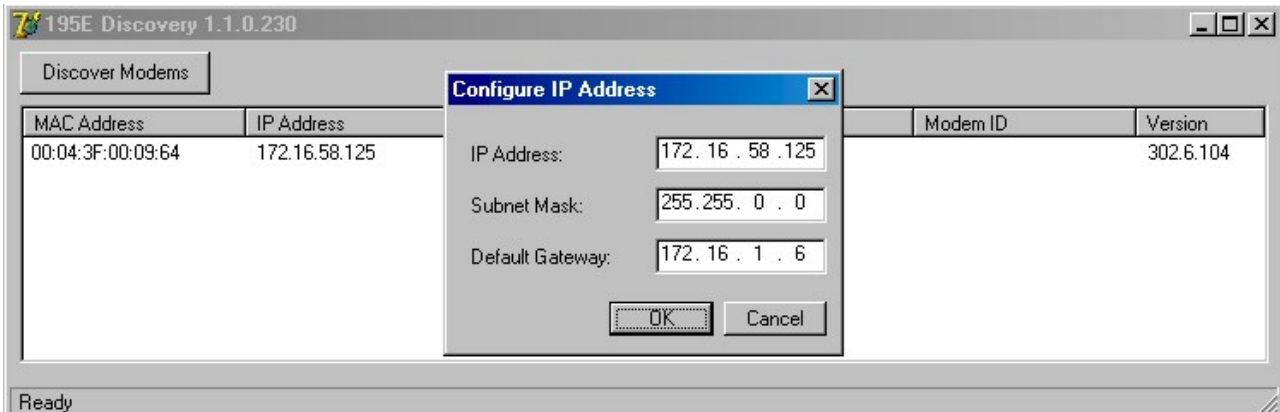 195E Discovery 1.1.0.230
Discover Modems
Configure IP Address
MAC Address IP Address Modem ID Version
00:04:3F:00:09:64 172.16.58.125 302.6.104
IP Address: 172. 16 . 58 .125
Subnet Mask: 255.255. 0 . 0
Default Gateway: 172. 16 . 1 . 6
OK Cancel
Ready